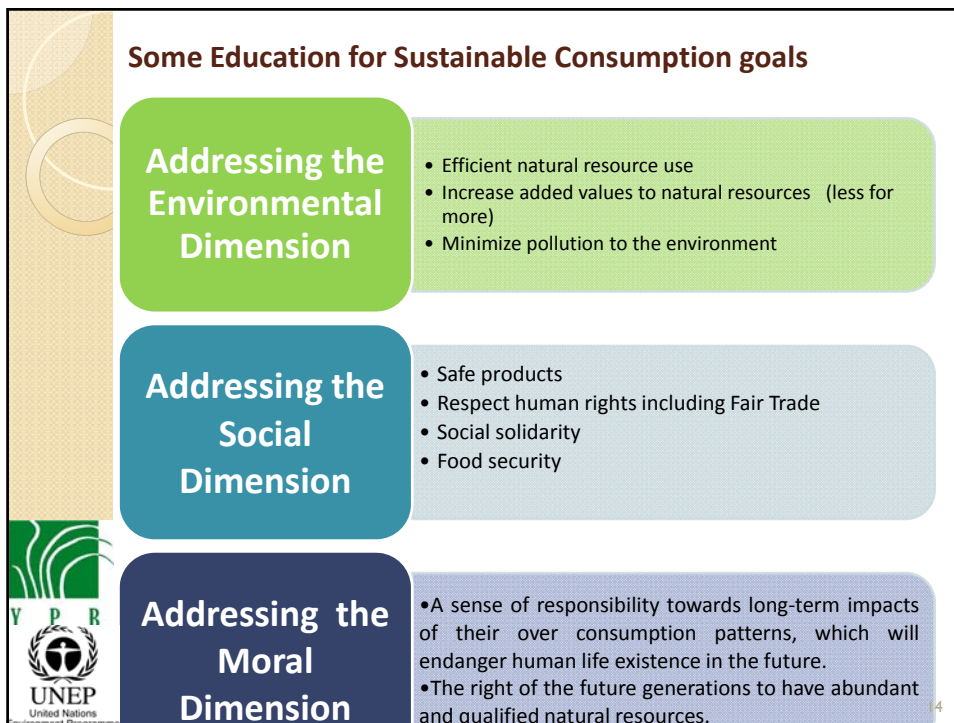 Some Education for Sustainable Consumption goals
Addressing the
Environmental
Dimension
• Efficient natural resource use
• Increase added values to natural resources (less for
more)
• Minimize pollution to the environment
Addressing the
Social
Dimension
• Safe products
• Respect human rights including Fair Trade
• Social solidarity
• Food security
Addressing the
Moral
Dimension
•A sense of responsibility towards long-term impacts
of their over consumption patterns, which will
endanger human life existence in the future.
•The right of the future generations to have abundant
and qualified natural resources.
Y P R
UNEP
United Nations
Environment Programme
14